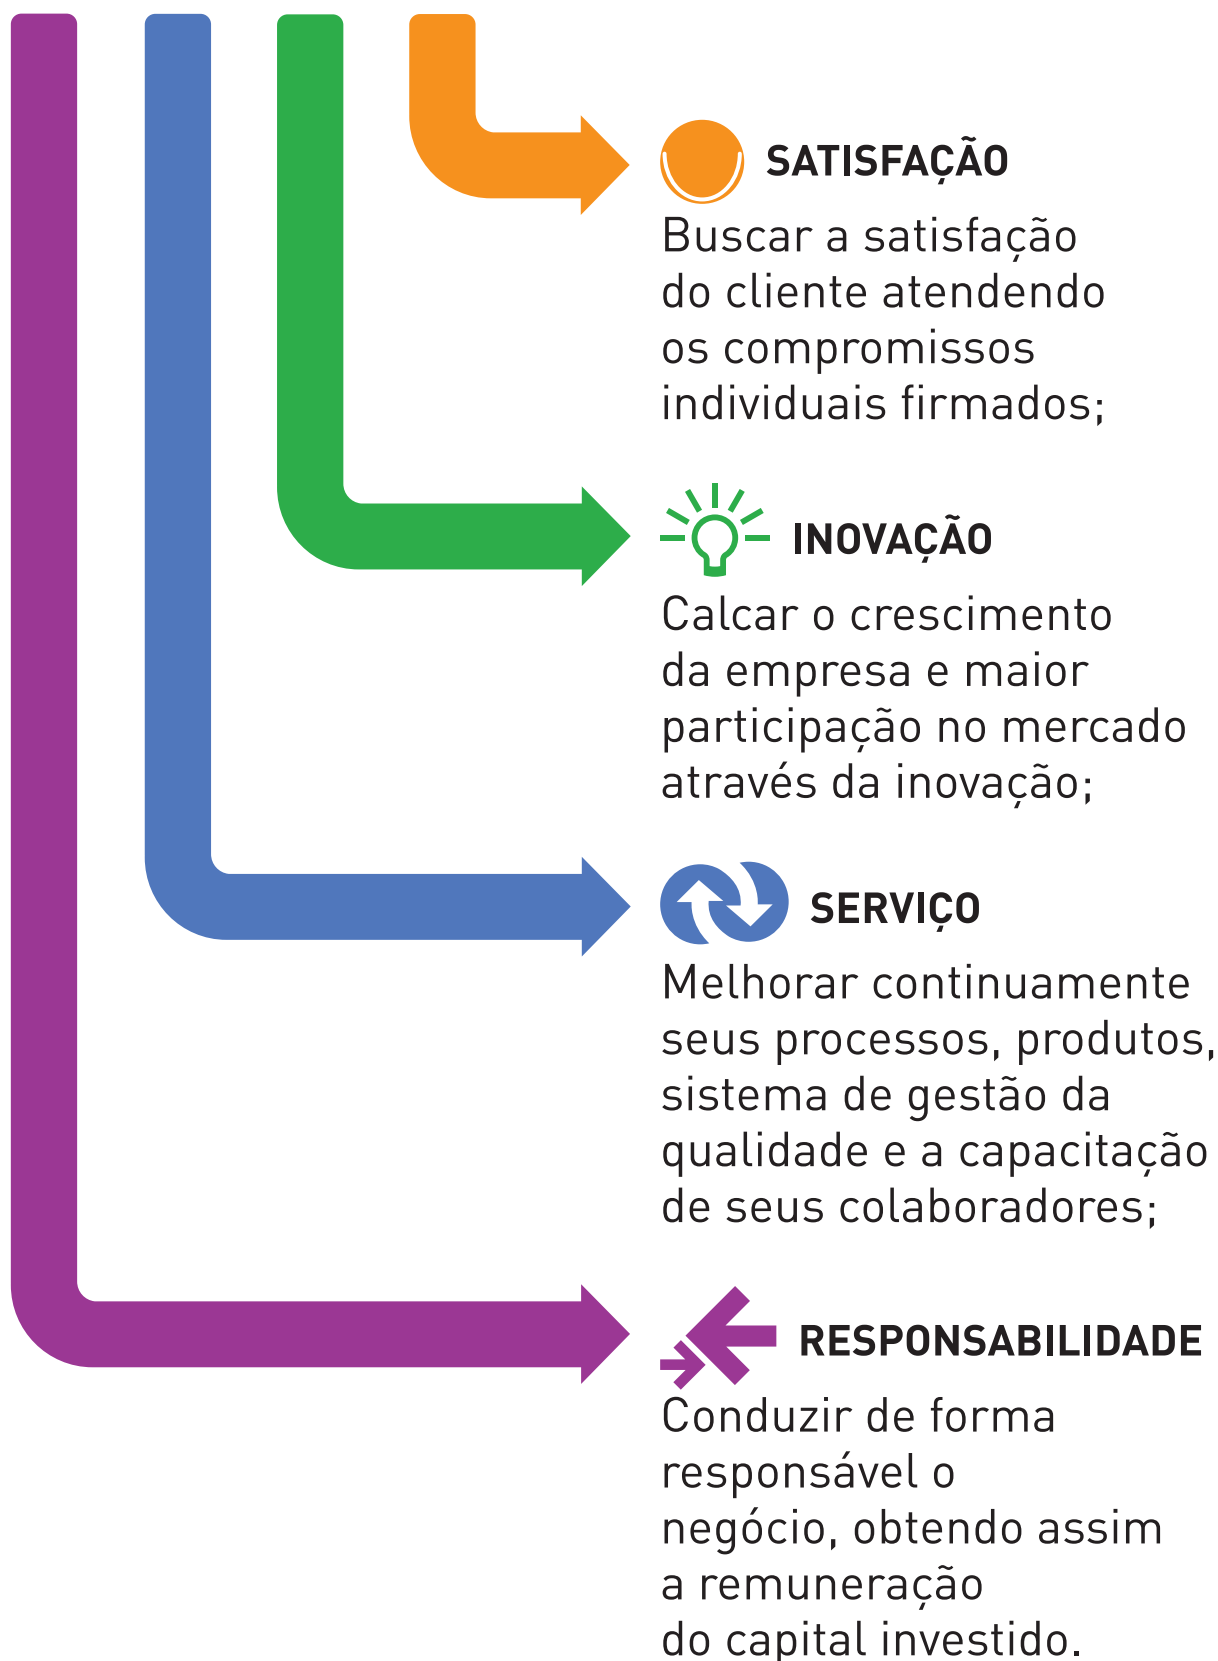 SATISFAÇÃO
Buscar a satisfação
do cliente atendendo
os compromissos
individuais firmados;
INOVAÇÃO
Calcar o crescimento
da empresa e maior
participação no mercado
através da inovação;
SERVIÇO
Melhorar continuamente
seus processos, produtos,
sistema de gestão da
qualidade e a capacitação
de seus colaboradores;
RESPONSABILIDADE
Conduzir de forma
responsável o
negócio, obtendo assim
a remuneração
do capital investido.